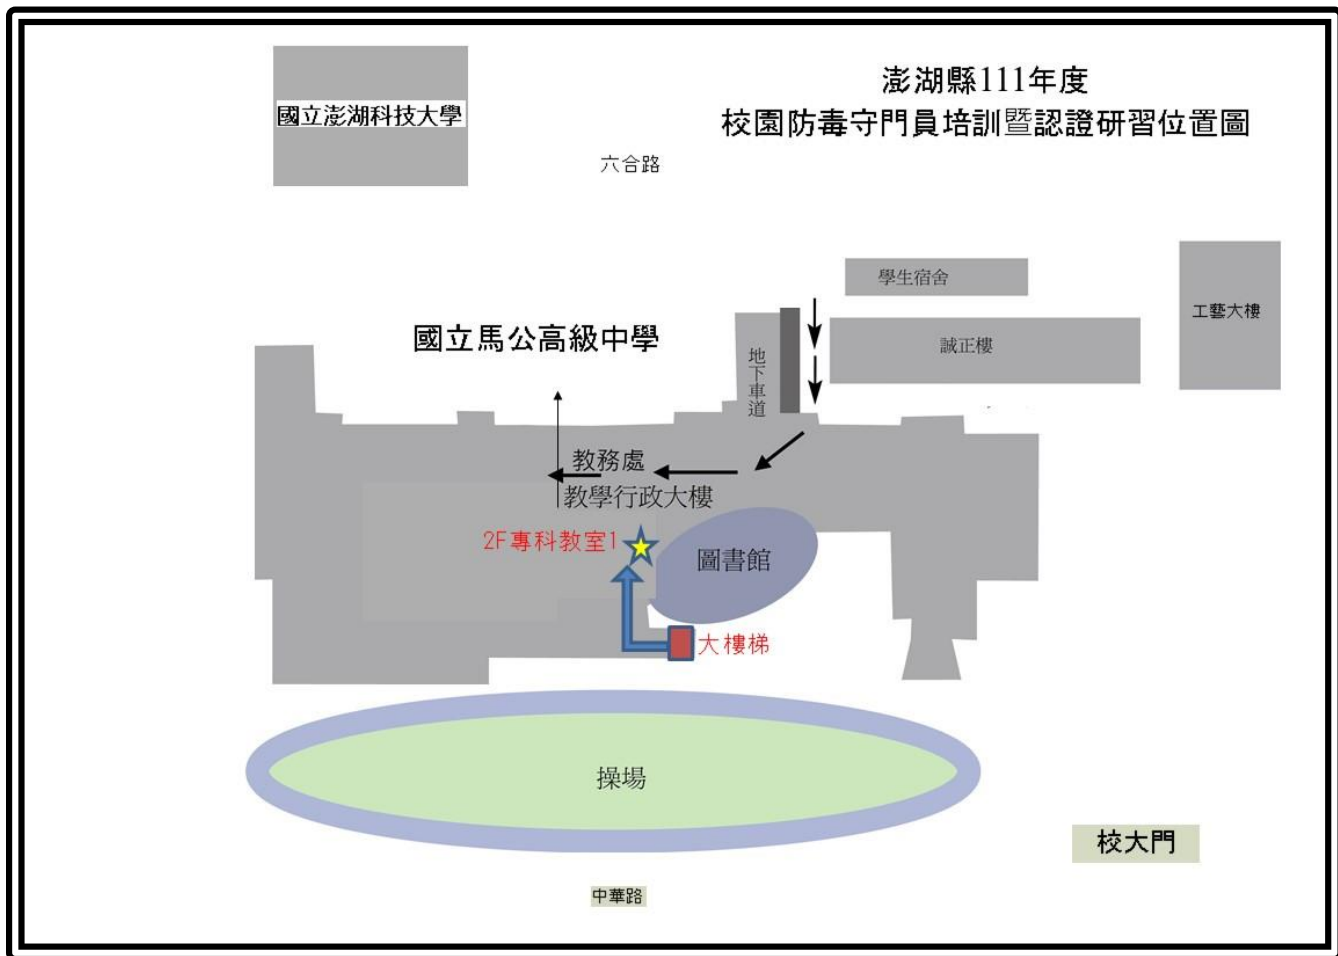 國立澎湖科技大學
澎湖縣111年度
校園防毒守門員培訓暨認證研習位置圖
六合路
學生宿舍
工藝大樓
國立馬公高級中學
誠正樓
地下車道
教務處
教學行政大樓
2F專科教室1
圖書館
大樓梯
操場
校大門
中華路